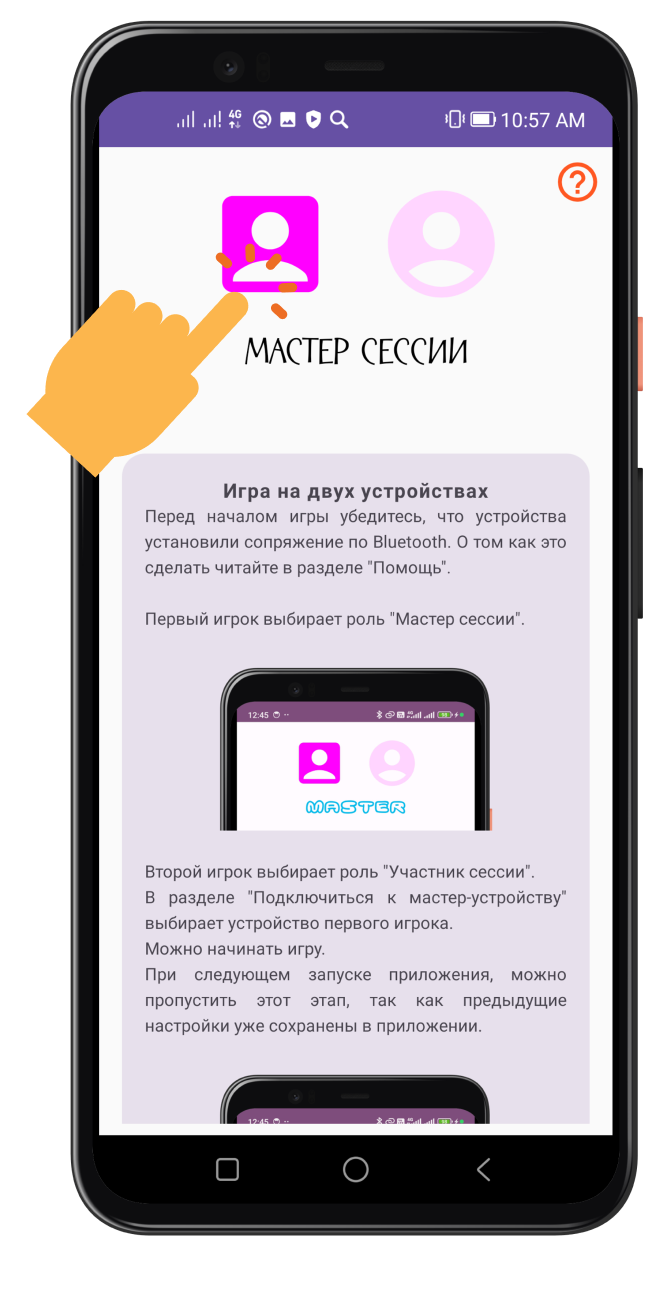 4G 10:57 AM
?
МАСТЕР СЕССИИ
Игра на двух устройствах
Перед началом игры убедитесь, что устройства
установили сопряжение по Bluetooth. О том как это
сделать читайте в разделе "Помощь".
Первый игрок выбирает роль "Мастер сессии".
12:45
MASTER
Второй игрок выбирает роль "Участник сессии".
В разделе "Подключиться к мастер-устройству"
выбирает устройство первого игрока.
Можно начинать игру.
При следующем запуске приложения, можно
пропустить этот этап, так как предыдущие
настройки уже сохранены в приложении.
12:45